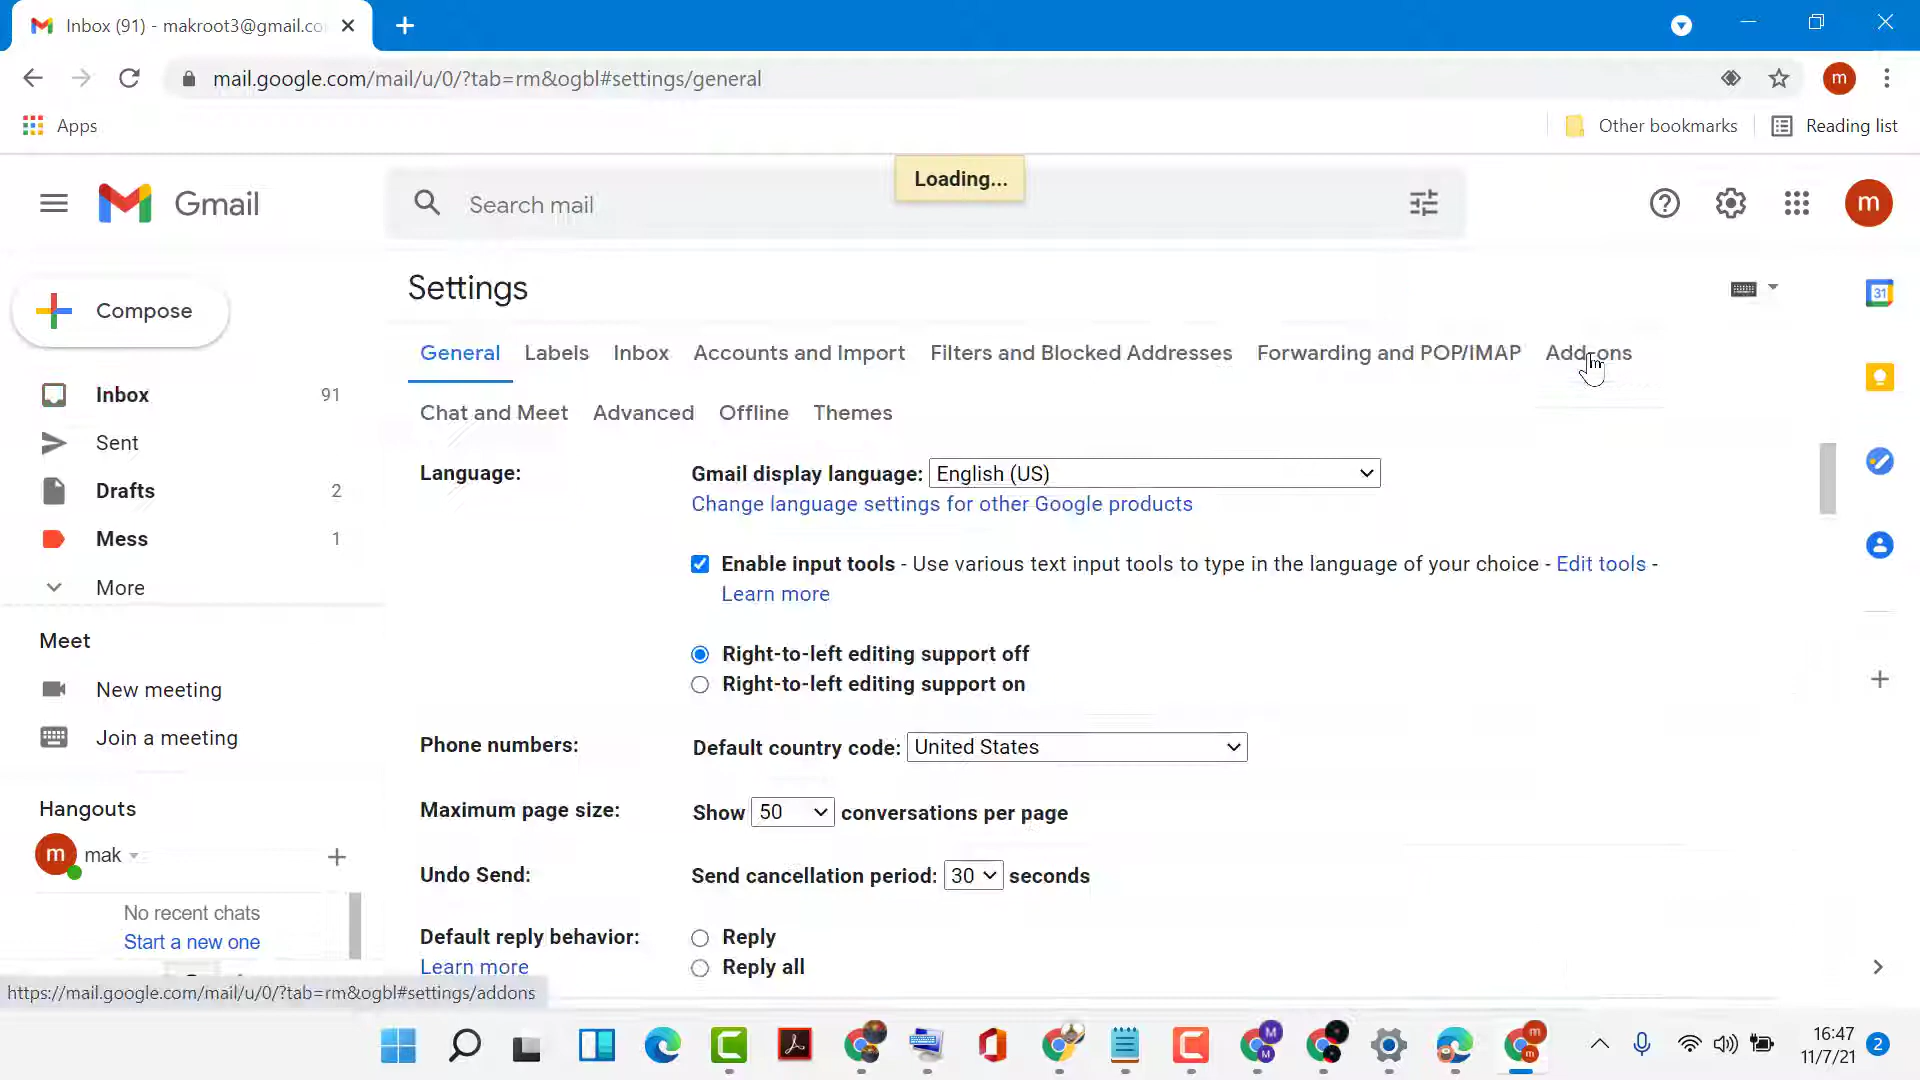 Inbox (91) - makroot3@gmail.co
mail.google.com/mail/u/0/?tab=rm&ogbl#settings/general
m
Apps
Other bookmarks
Reading list
Loading...
Gmail
Search mail
m
Compose
Settings
31
General Labels Inbox Accounts and Import Filters and Blocked Addresses Forwarding and POP/IMAP Add-ons
Chat and Meet Advanced Offline Themes
Inbox 91
Sent
Drafts 2
Mess 1
More
Language:
Gmail display language: English (US)
Change language settings for other Google products
Enable input tools - Use various text input tools to type in the language of your choice - Edit tools -
Learn more
Right-to-left editing support off
Right-to-left editing support on
Meet
New meeting
Join a meeting
Phone numbers:
Default country code: United States
Maximum page size:
Show 50 conversations per page
Hangouts
m mak
Undo Send:
Send cancellation period: 30 seconds
No recent chats
Start a new one
Default reply behavior:
Learn more
Reply
Reply all
https://mail.google.com/mail/u/0/?tab=rm&ogbl#settings/addons
M
M
m
m
16:47
11/7/21
2